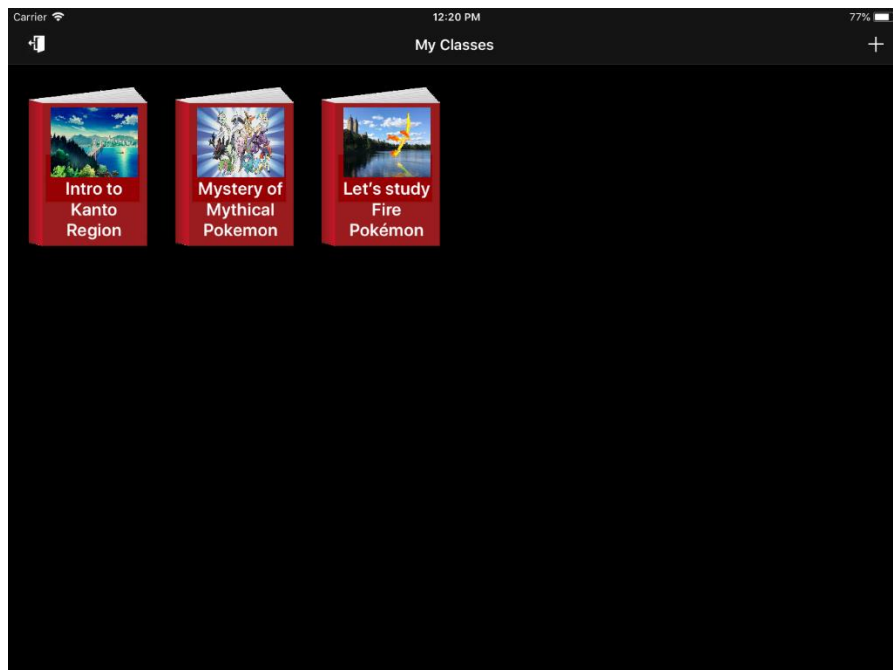 Carrier 12:20 PM 77%
My Classes
Intro to
Kanto
Region
Mystery of
Mythical
Pokemon
Let's study
Fire
Pokémon